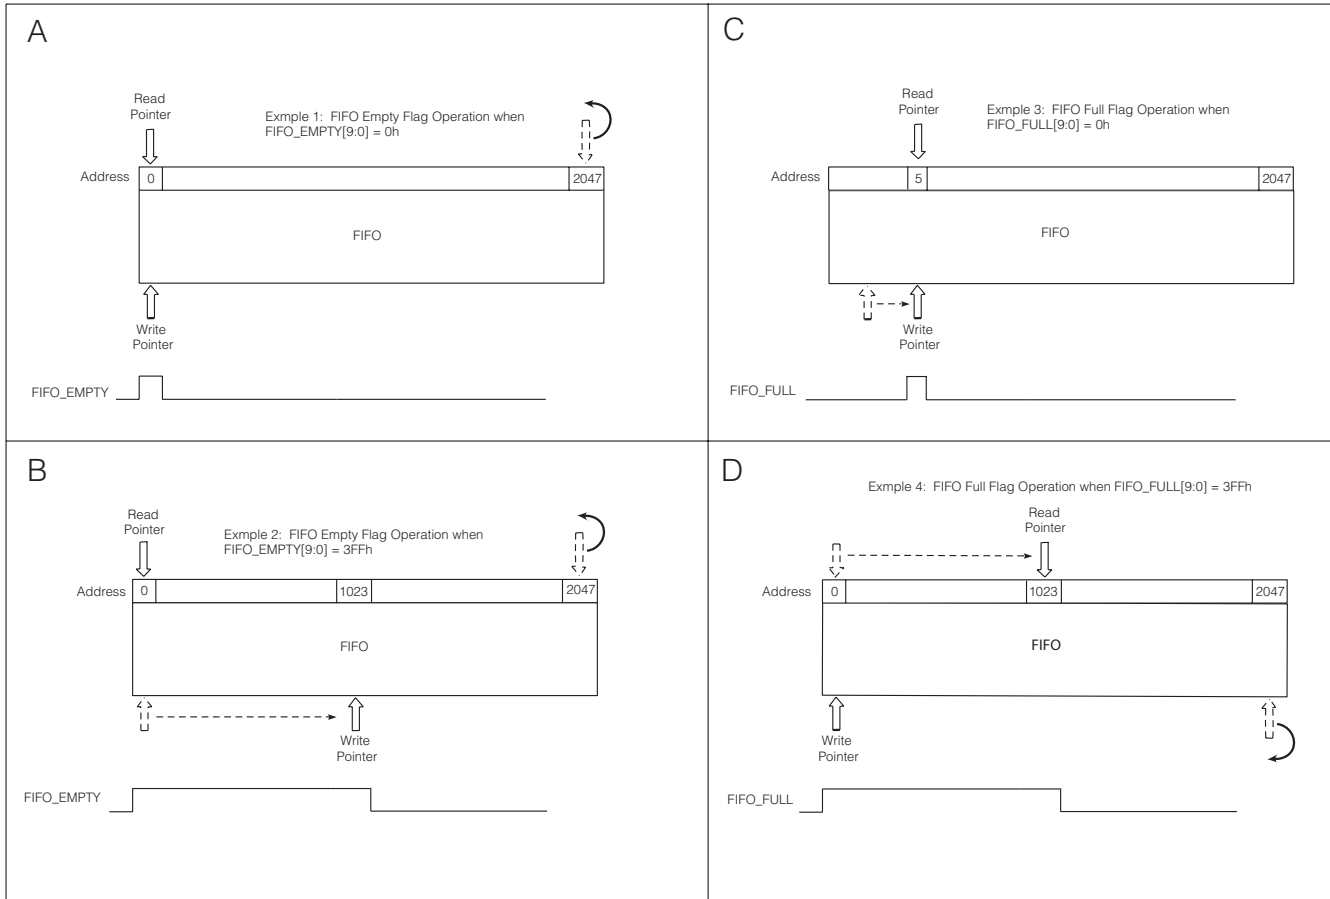 A
Read
Pointer
Exmple 1: FIFO Empty Flag Operation when
FIFO_EMPTY[9:0] = 0h
Address
0
2047
FIFO
Write
Pointer
FIFO_EMPTY
C
Read
Pointer
Exmple 3: FIFO Full Flag Operation when
FIFO_FULL[9:0] = 0h
Address
5
2047
FIFO
Write
Pointer
FIFO_FULL
B
Read
Pointer
Exmple 2: FIFO Empty Flag Operation when
FIFO_EMPTY[9:0] = 3FFh
Address
0
1023
2047
FIFO
Write
Pointer
FIFO_EMPTY
D
Exmple 4: FIFO Full Flag Operation when FIFO_FULL[9:0] = 3FFh
Read
Pointer
Address
0
1023
2047
FIFO
Write
Pointer
FIFO_FULL